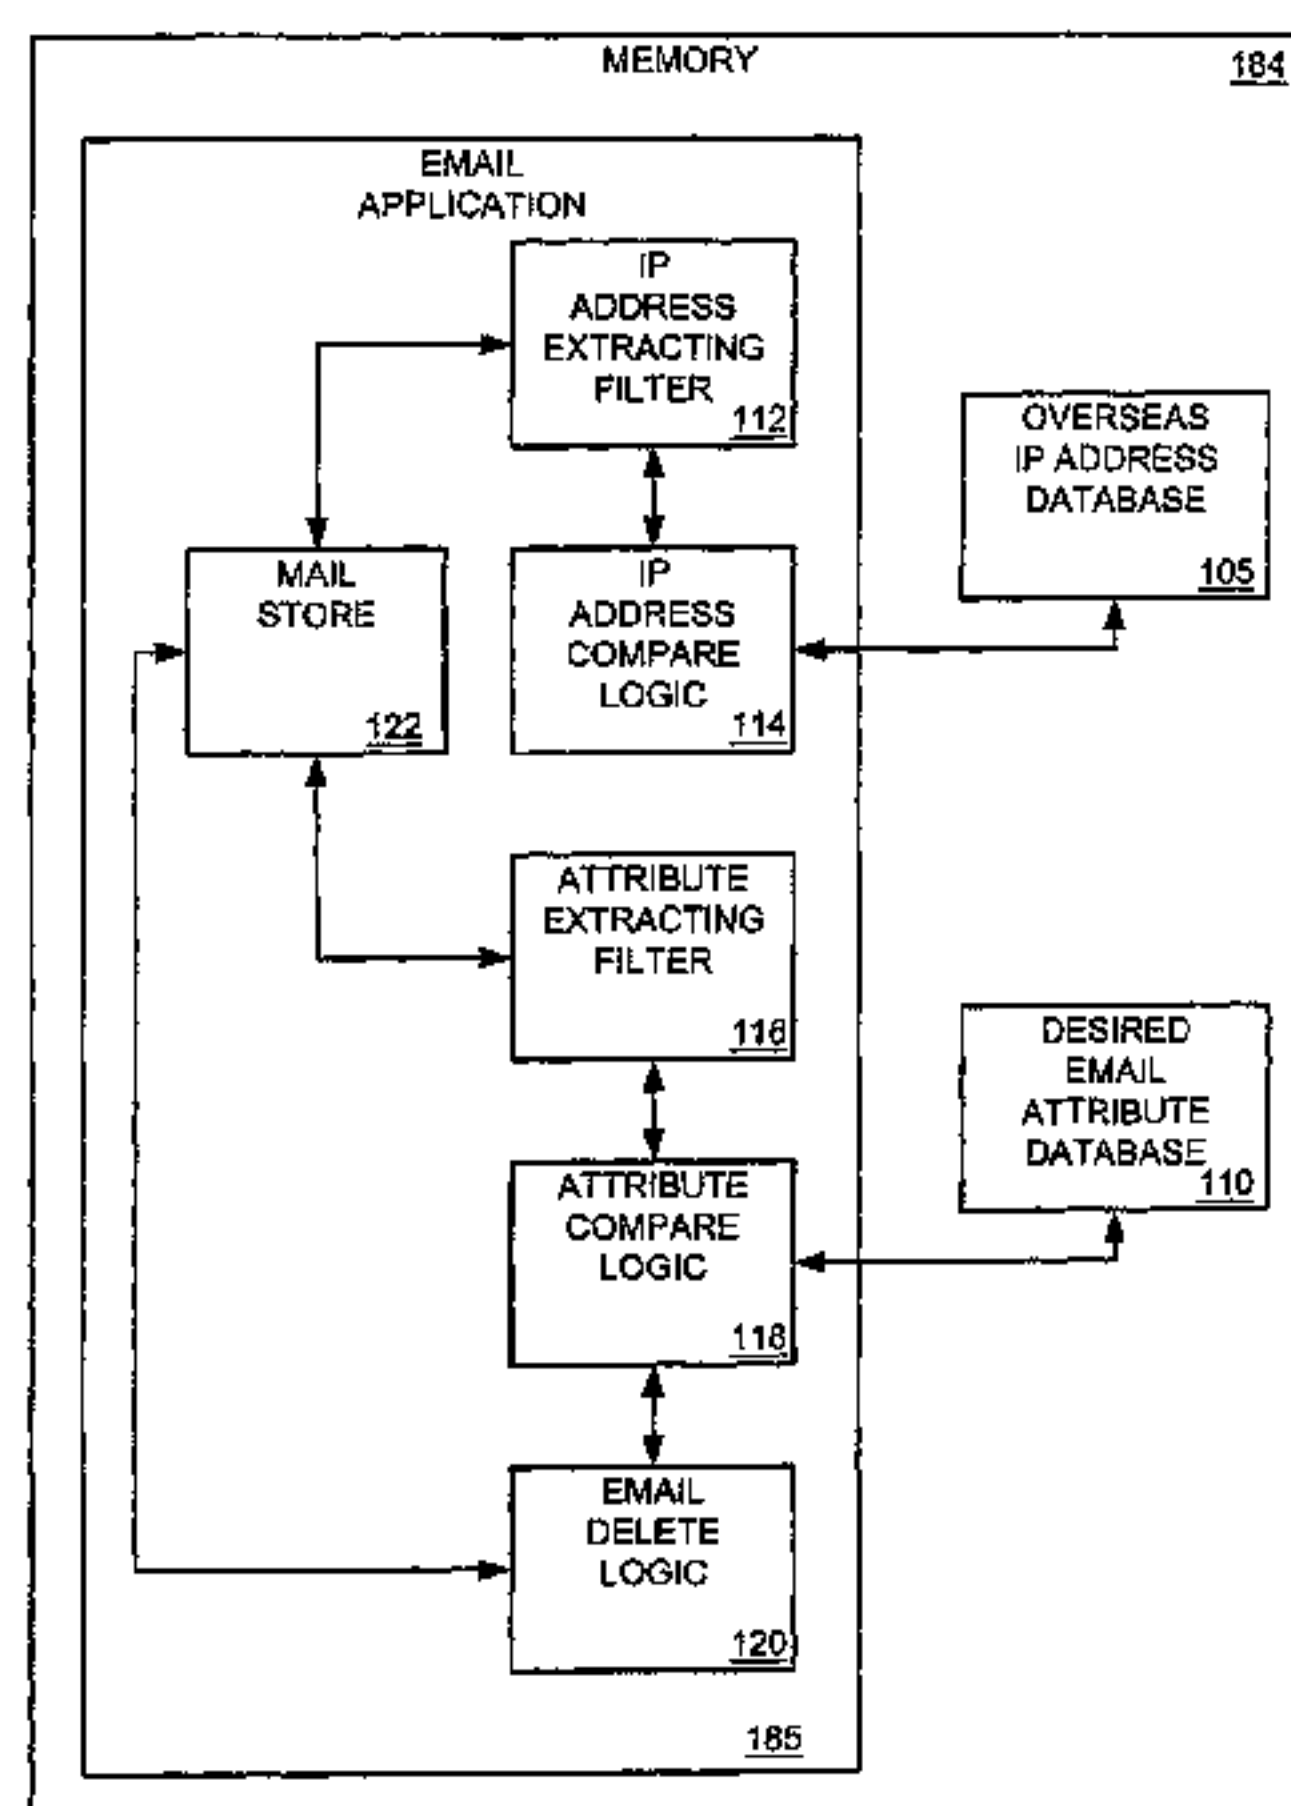 MEMORY
184
EMAIL
APPLICATION
IP
ADDRESS
EXTRACTING
FILTER
112
OVERSEAS
IP ADDRESS
DATABASE
105
MAIL
STORE
122
IP
ADDRESS
COMPARE
LOGIC
114
ATTRIBUTE
EXTRACTING
FILTER
116
DESIRED
EMAIL
ATTRIBUTE
DATABASE
110
ATTRIBUTE
COMPARE
LOGIC
118
EMAIL
DELETE
LOGIC
120
185